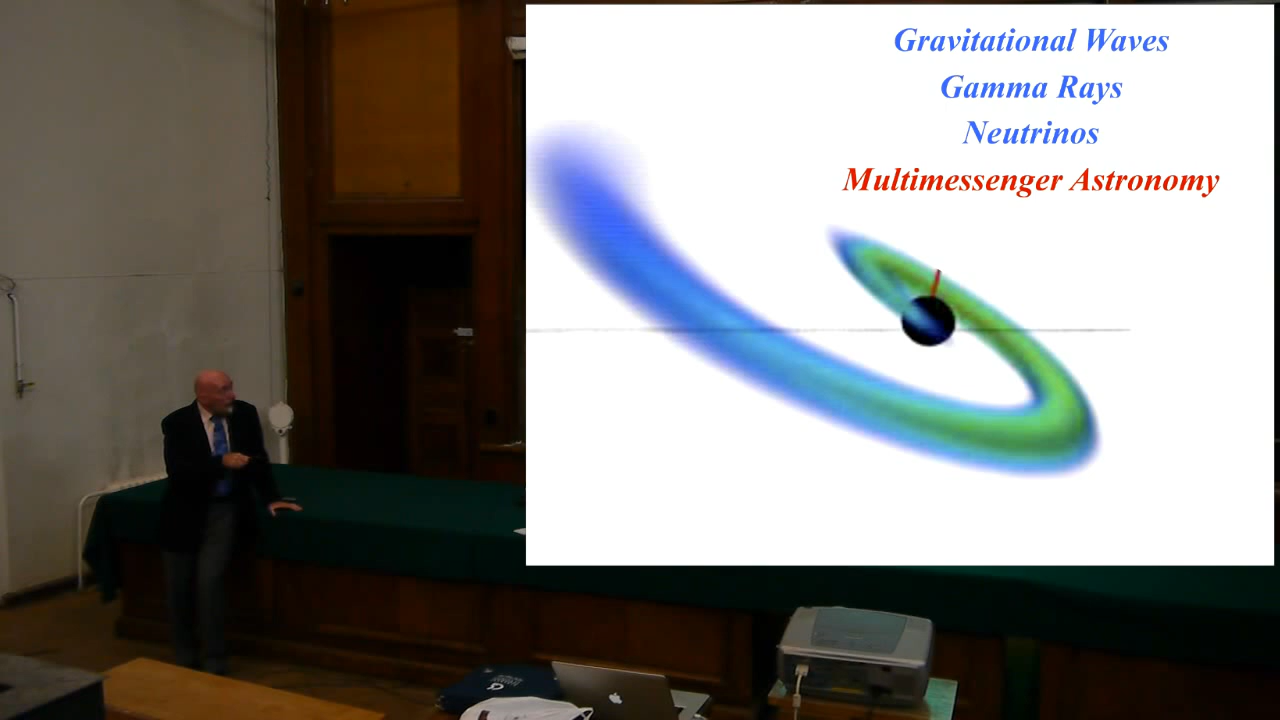 Gravitational Waves
Gamma Rays
Neutrinos
Multimessenger Astronomy